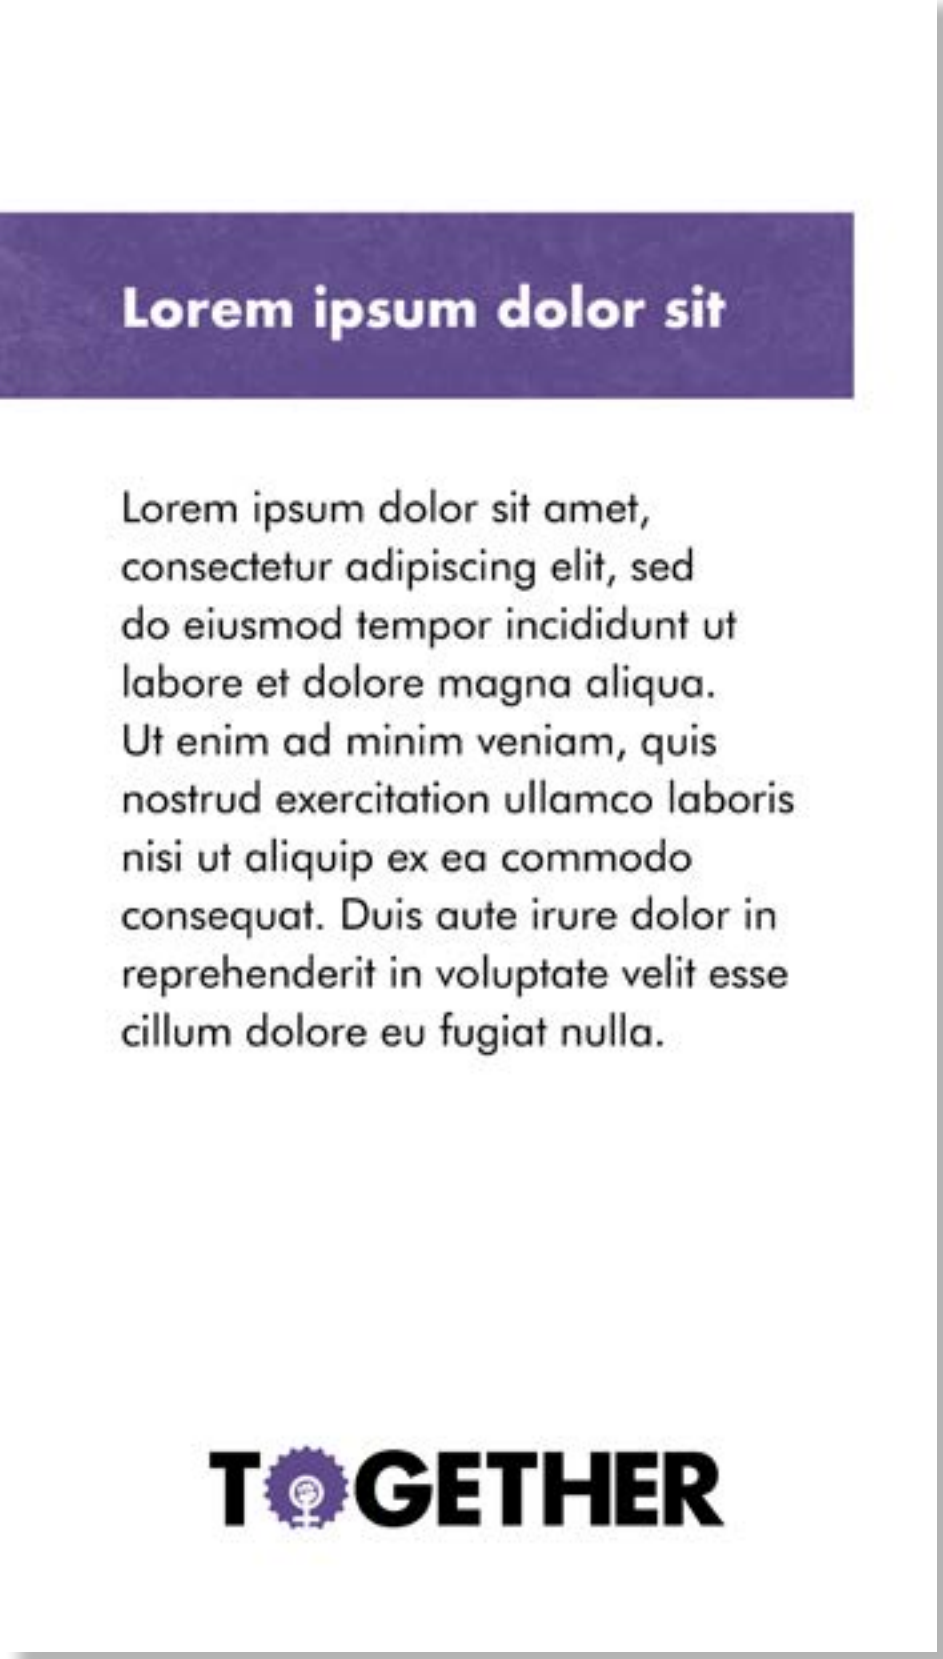 Lorem ipsum dolor sit
Lorem ipsum dolor sit amet,
consectetur adipiscing elit, sed
do eiusmod tempor incididunt ut
labore et dolore magna aliqua.
Ut enim ad minim veniam, quis
nostrud exercitation ullamco laboris
nisi ut aliquip ex ea commodo
consequat. Duis aute irure dolor in
reprehenderit in voluptate velit esse
cillum dolore eu fugiat nulla.
TOGETHER